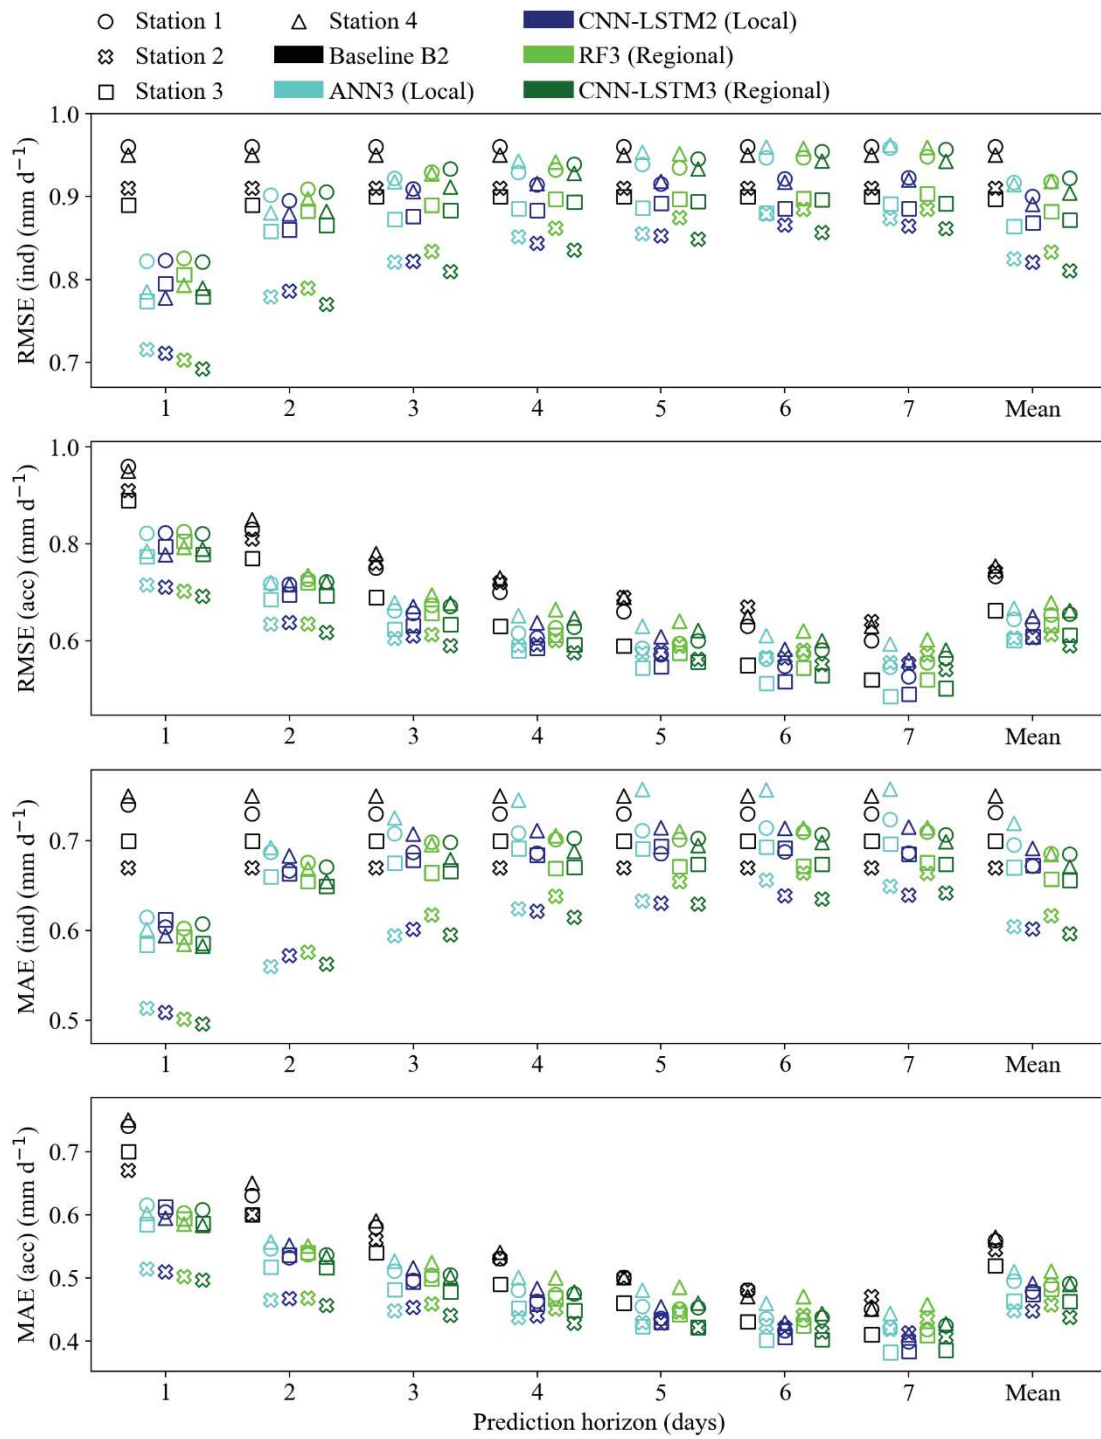 Station 1 Station 4 CNN-LSTM2 (Local)
Station 2 Baseline B2 RF3 (Regional)
Station 3 ANN3 (Local) CNN-LSTM3 (Regional)
RMSE (ind) (mm d⁻¹)
1.0
0.9
0.8
0.7
1 2 3 4 5 6 7 Mean
RMSE (acc) (mm d⁻¹)
1.0
0.8
0.6
1 2 3 4 5 6 7 Mean
MAE (ind) (mm d⁻¹)
0.7
0.6
0.5
1 2 3 4 5 6 7 Mean
MAE (acc) (mm d⁻¹)
0.7
0.6
0.5
0.4
1 2 3 4 5 6 7 Mean
Prediction horizon (days)